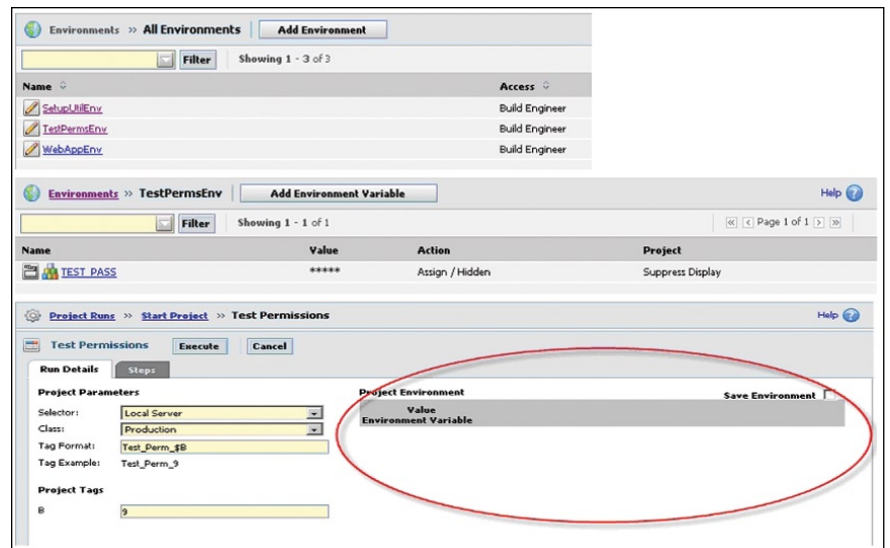 Environments » All Environments Add Environment
Filter Showing 1 - 3 of 3
Name Access
SetupUtilEnv Build Engineer
TestPermsEnv Build Engineer
WebAppEnv Build Engineer
Environments » TestPermsEnv Add Environment Variable Help ?
Filter Showing 1 - 1 of 1 Page 1 of 1
Name Value Action Project
TEST_PASS ***** Assign / Hidden Suppress Display
Project Runs » Start Project » Test Permissions Help ?
Test Permissions Execute Cancel
Run Details Steps
Project Parameters Project Environment Save Environment
Selector: Local Server Value
Environment Variable
Class: Production
Tag Format: Test_Perm_$B
Tag Example: Test_Perm_9
Project Tags
B 9